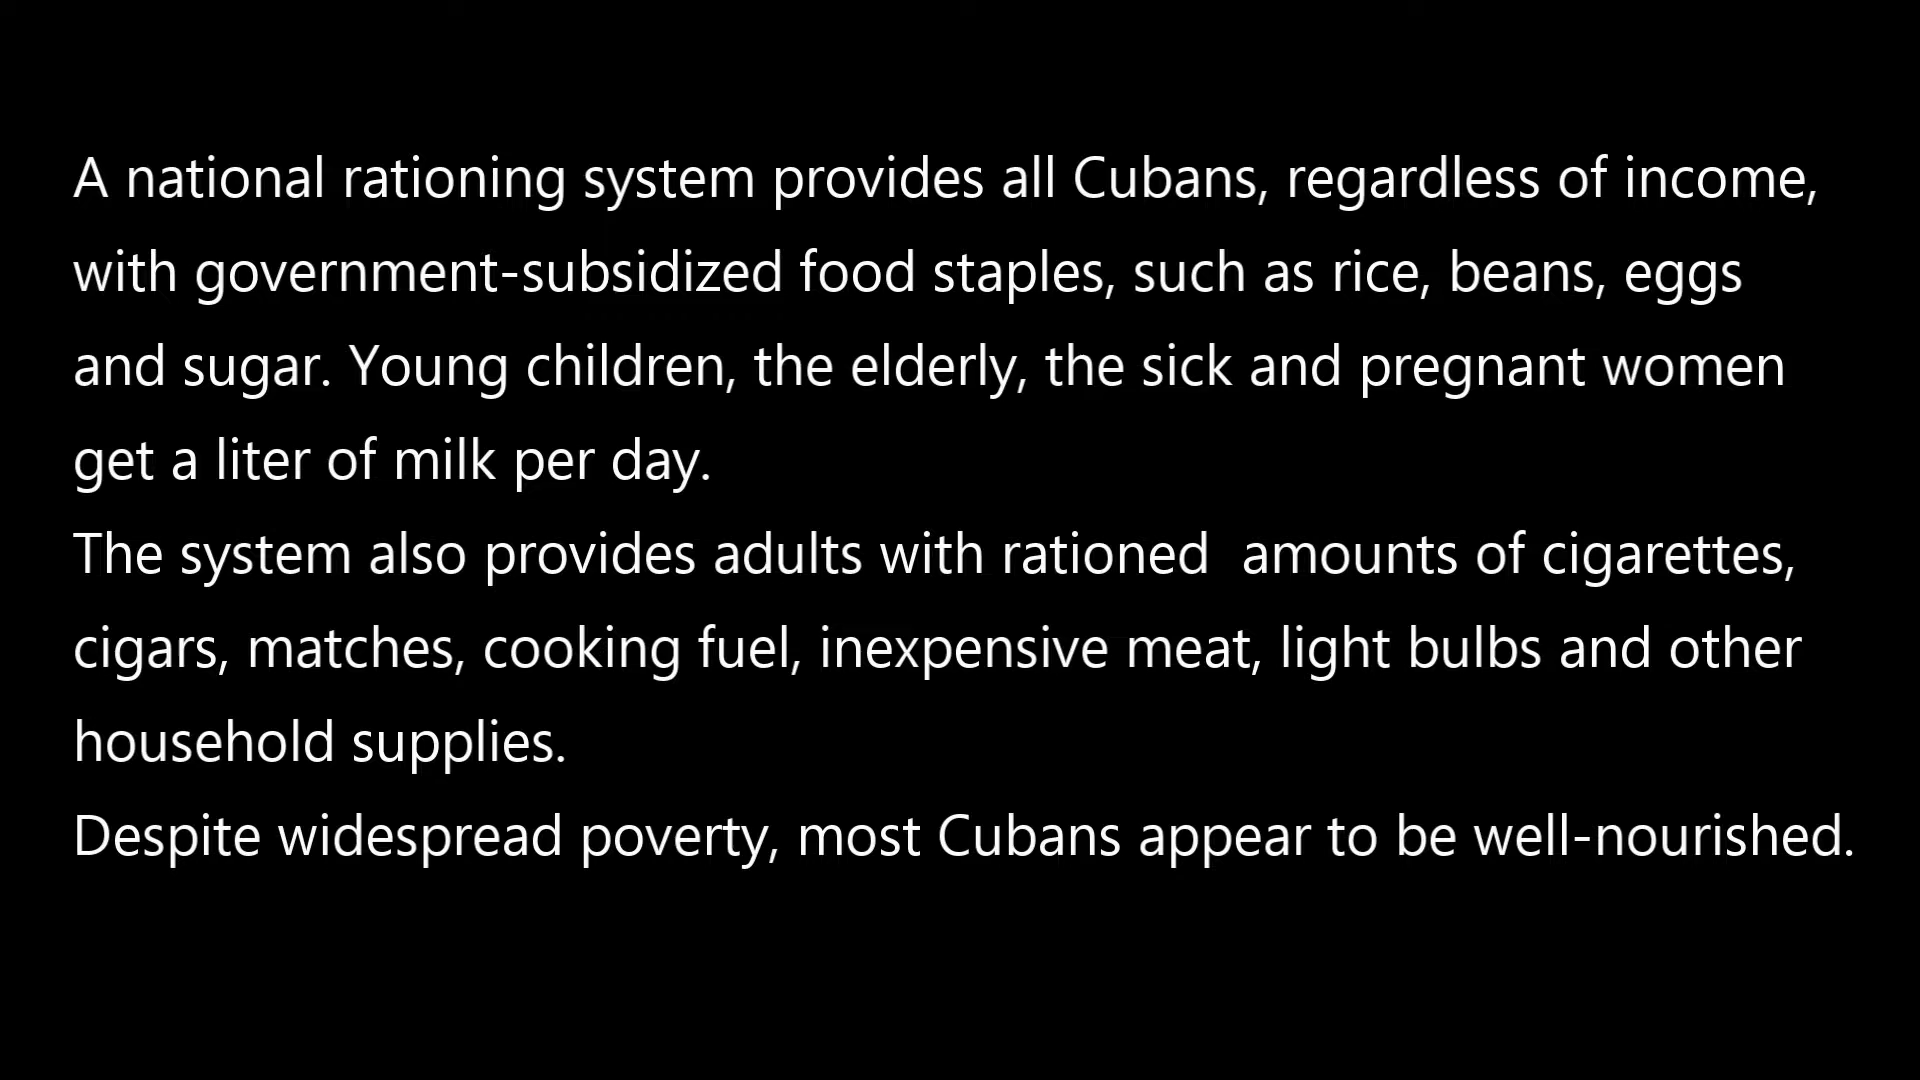 A national rationing system provides all Cubans, regardless of income,
with government-subsidized food staples, such as rice, beans, eggs
and sugar. Young children, the elderly, the sick and pregnant women
get a liter of milk per day.
The system also provides adults with rationed  amounts of cigarettes,
cigars, matches, cooking fuel, inexpensive meat, light bulbs and other
household supplies.
Despite widespread poverty, most Cubans appear to be well-nourished.